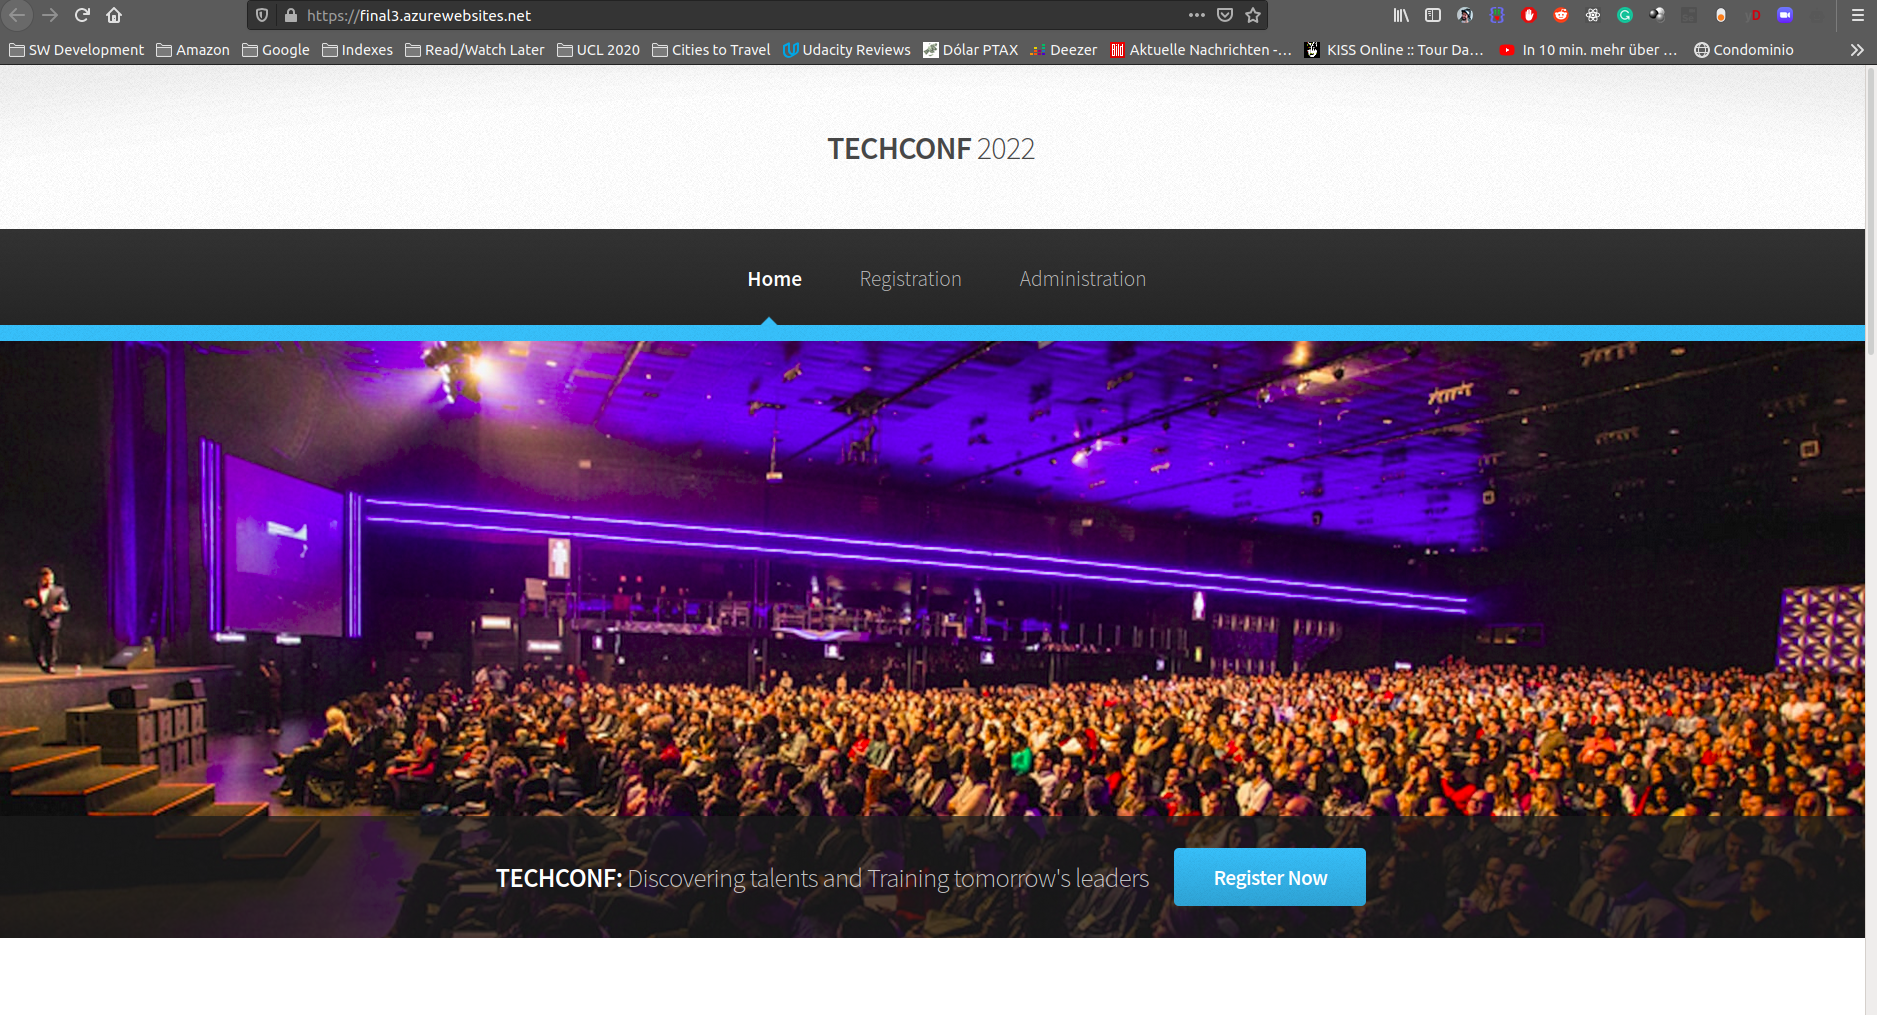 https://final3.azurewebsites.net
SW Development Amazon Google Indexes Read/Watch Later UCL 2020 Cities to Travel Udacity Reviews Dólar PTAX Deezer Aktuelle Nachrichten -... KISS Online :: Tour Da... In 10 min. mehr über ... Condominio
TECHCONF 2022
Home Registration Administration
TECHCONF: Discovering talents and Training tomorrow's leaders Register Now